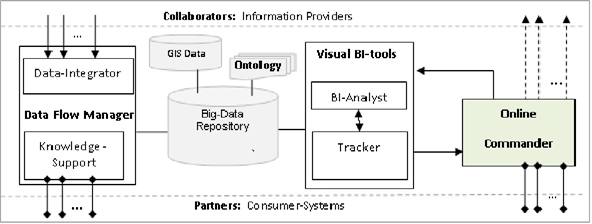 Collaborators: Information Providers
...
Data-Integrator
Data Flow Manager
Knowledge-
Support
...
GIS Data
Ontology
Big-Data
Repository
Visual BI-tools
BI-Analyst
Tracker
...
Online
Commander
...
Partners: Consumer-Systems